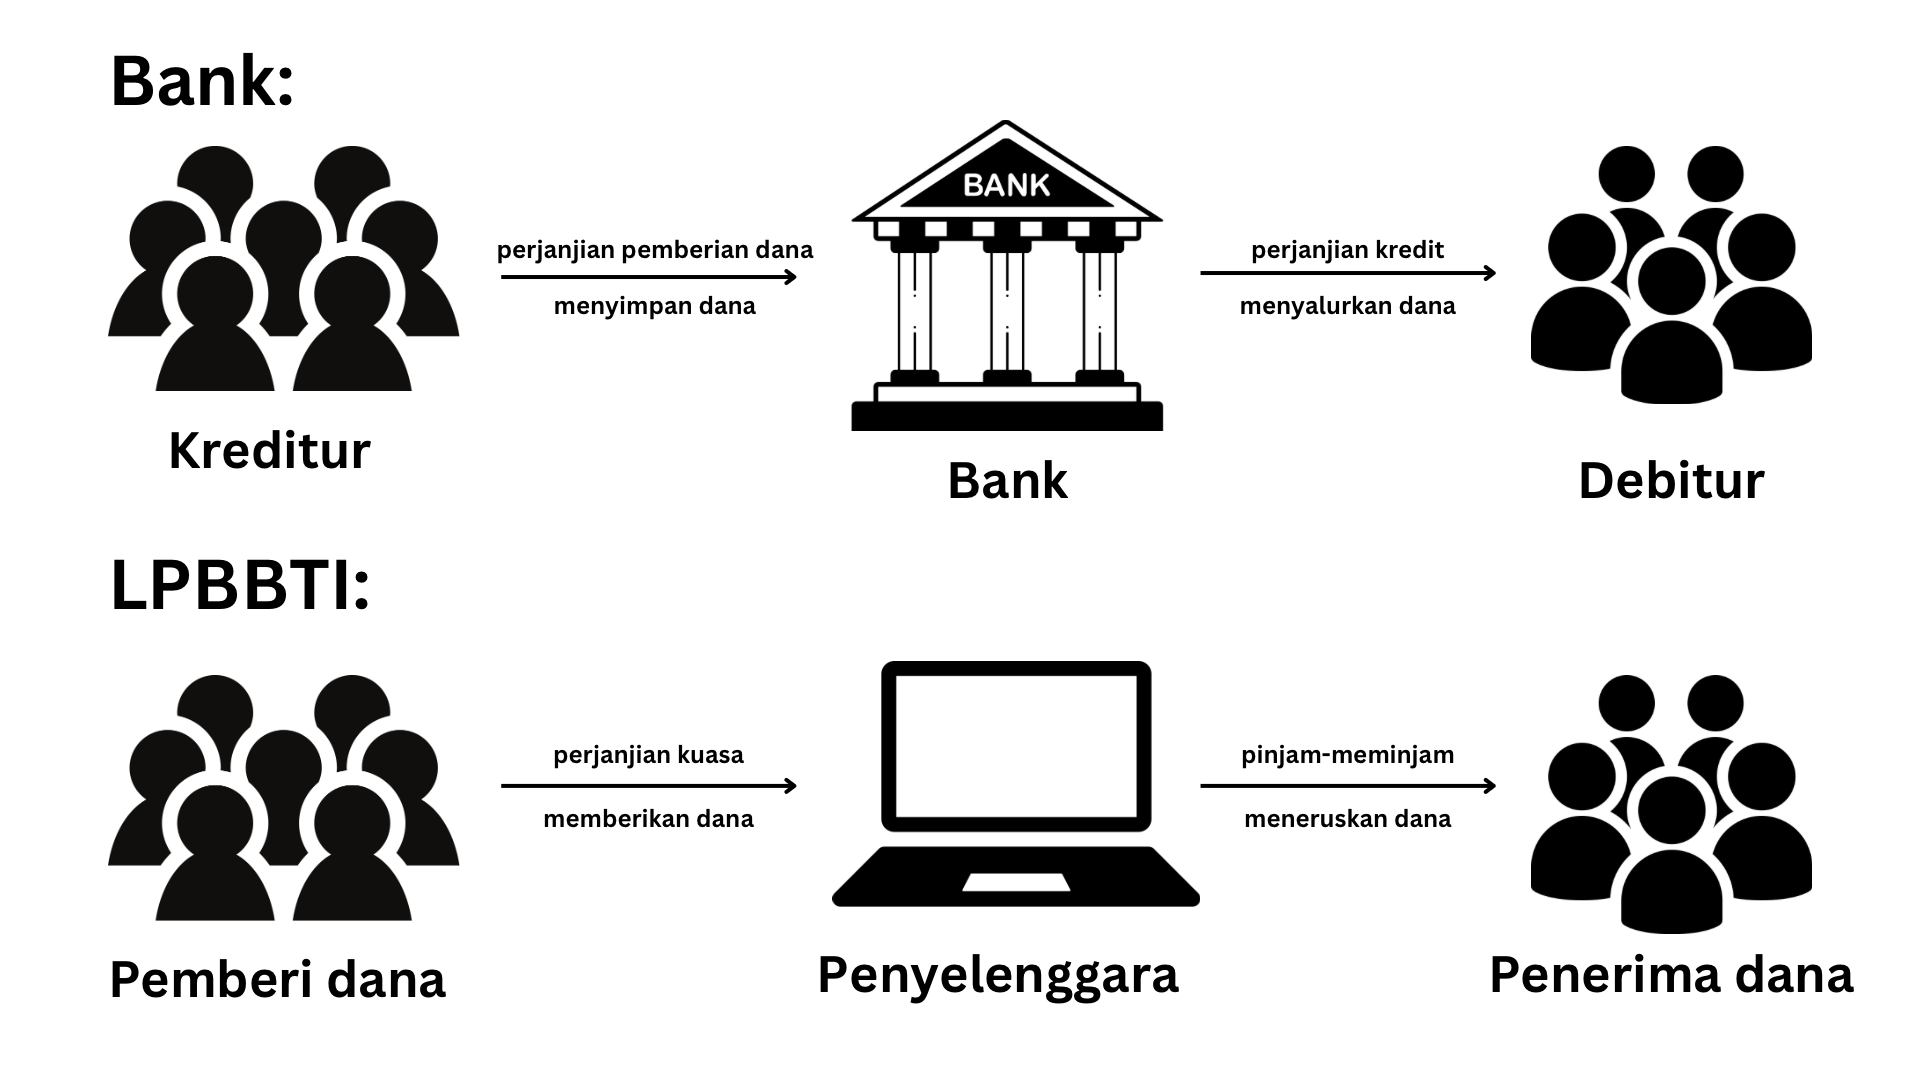 Bank:
BANK
perjanjian pemberian dana
menyimpan dana
perjanjian kredit
menyalurkan dana
Kreditur
Bank
Debitur
LPBBTI:
perjanjian kuasa
memberikan dana
pinjam-meminjam
meneruskan dana
Pemberi dana
Penyelenggara
Penerima dana